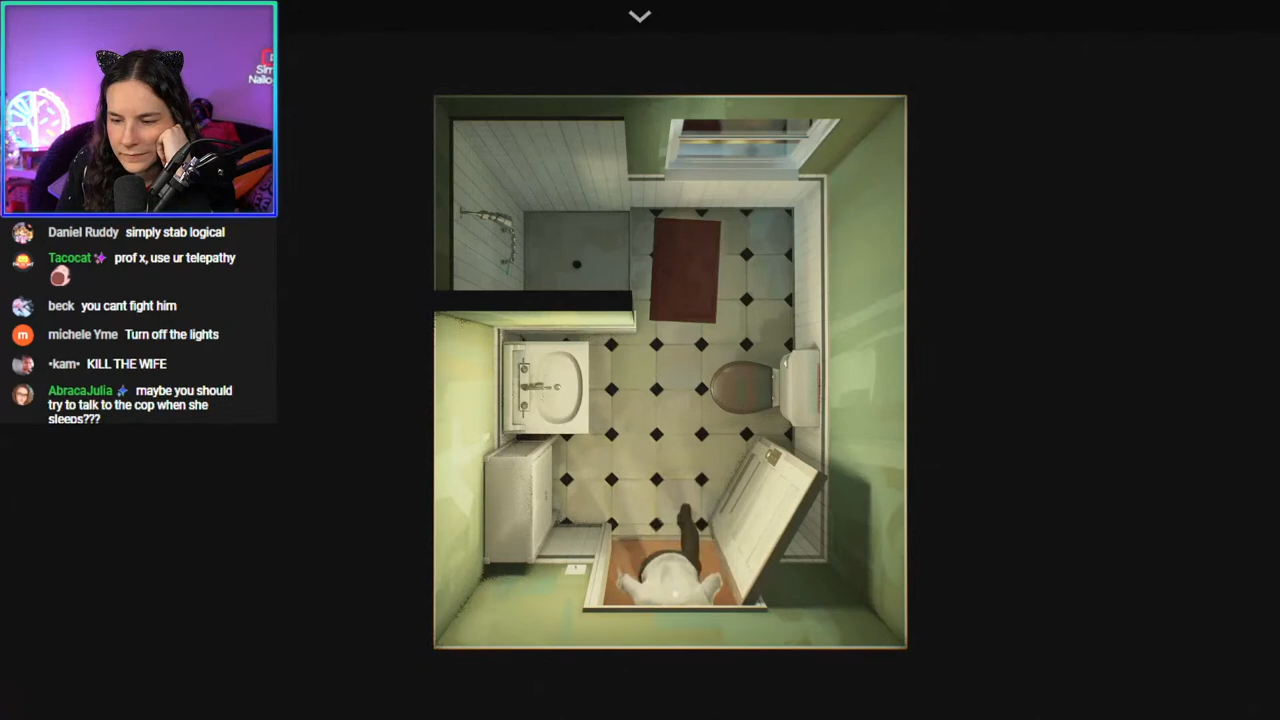 Daniel Ruddy simply stab logical
Tacocat prof x, use ur telepathy
beck you cant fight him
michele Yme Turn off the lights
•kam• KILL THE WIFE
AbracaJulia maybe you should
try to talk to the cop when she
sleeps???